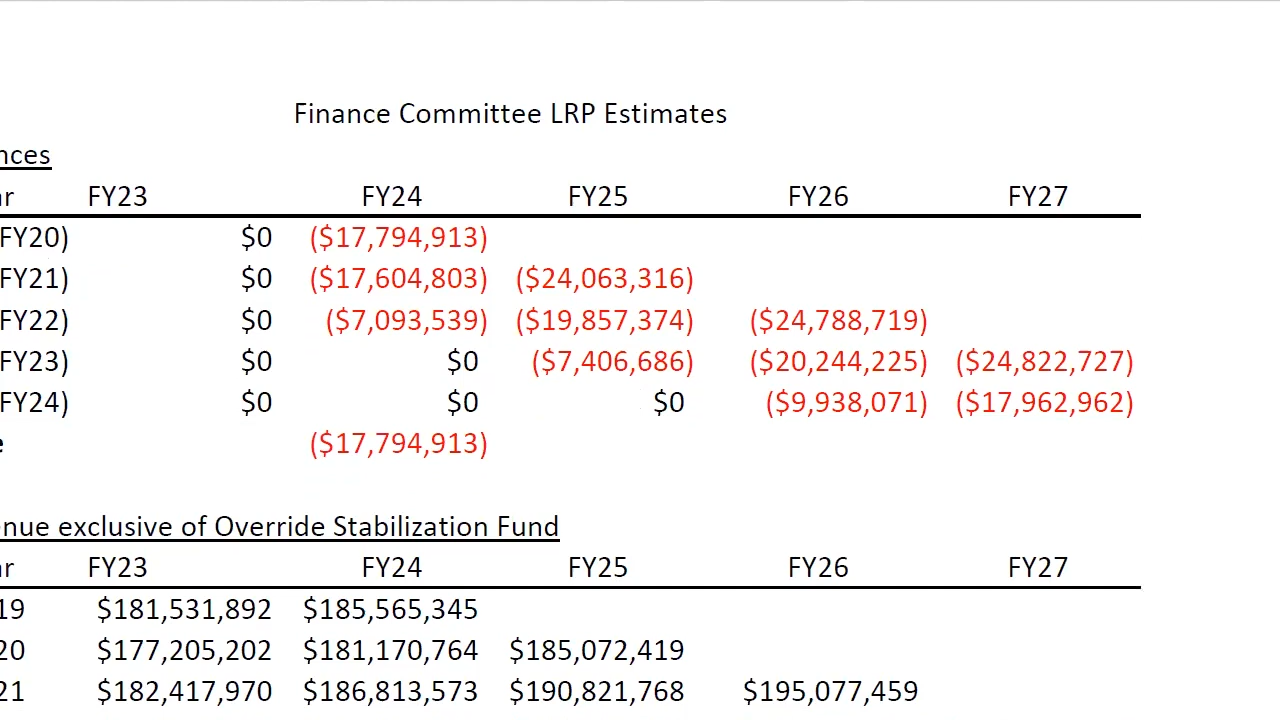 Finance Committee LRP Estimates
nces
ar FY23 FY24 FY25 FY26 FY27
FY20) $0 ($17,794,913)
FY21) $0 ($17,604,803) ($24,063,316)
FY22) $0 ($7,093,539) ($19,857,374) ($24,788,719)
FY23) $0 $0 ($7,406,686) ($20,244,225) ($24,822,727)
FY24) $0 $0 $0 ($9,938,071) ($17,962,962)
e ($17,794,913)
enue exclusive of Override Stabilization Fund
ar FY23 FY24 FY25 FY26 FY27
19 $181,531,892 $185,565,345
20 $177,205,202 $181,170,764 $185,072,419
21 $182,417,970 $186,813,573 $190,821,768 $195,077,459